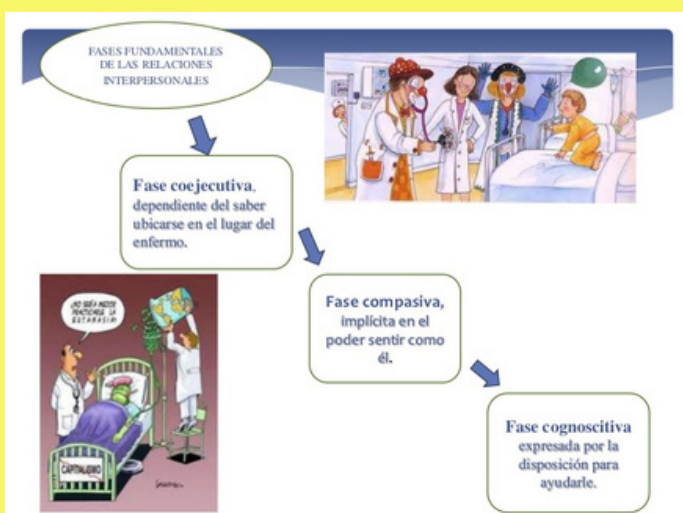 FASES FUNDAMENTALES
DE LAS RELACIONES
INTERPERSONALES
Fase coejecutiva,
dependiente del saber
ubicarse en el lugar del
enfermo.
Fase compasiva,
implícita en el
poder sentir como
él.
¿NO SERÍA MEJOR
PRACTICARLE LA
EUTANASIA?
CAPITALISMO
Fase cognoscitiva
expresada por la
disposición para
ayudarle.